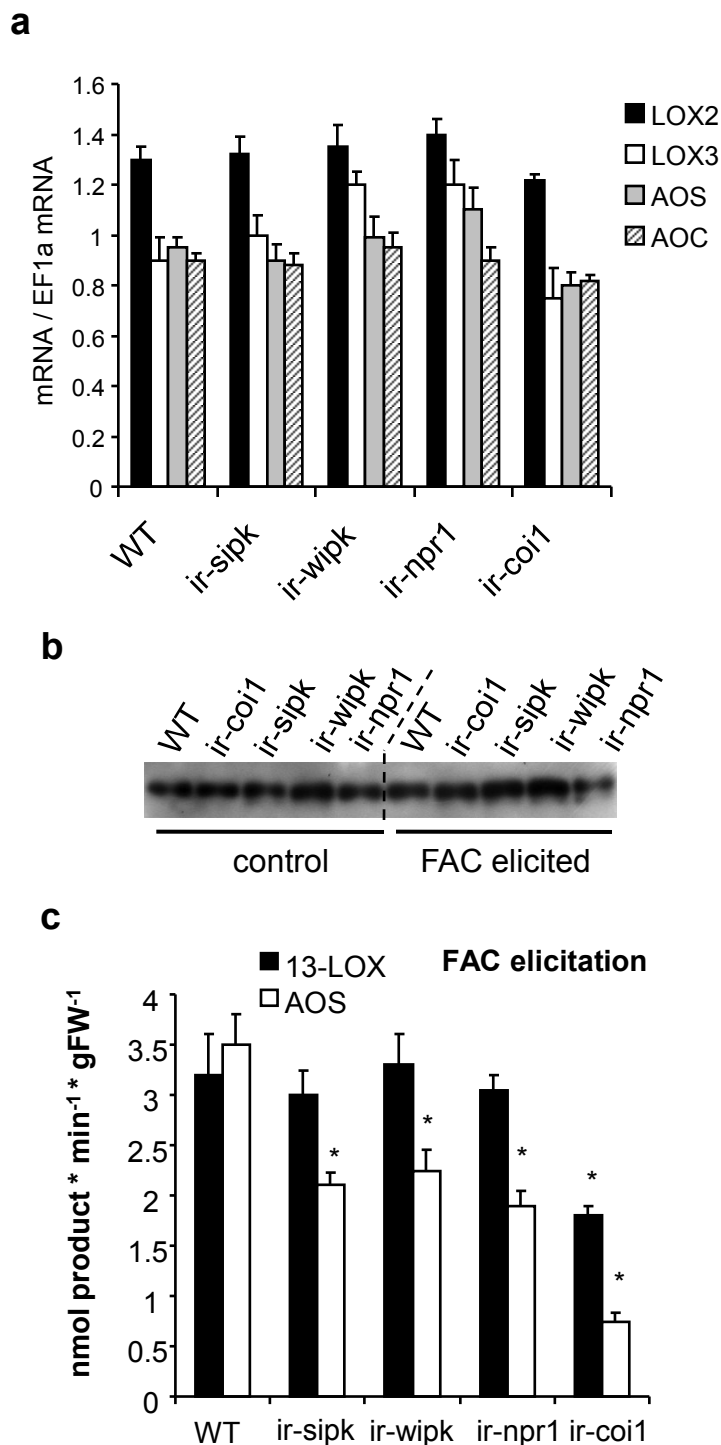 a
mRNA / EF1a mRNA
1.6
1.4
1.2
1
0.8
0.6
0.4
0.2
0
LOX2
LOX3
AOS
AOC
WT
ir-sipk
ir-wipk
ir-npr1
ir-coi1
b
WT
ir-coi1
ir-sipk
ir-wipk
ir-npr1
WT
ir-coi1
ir-sipk
ir-wipk
ir-npr1
control
FAC elicited
c
13-LOX
AOS
FAC elicitation
nmol product * min-1 * gFW-1
4
3.5
3
2.5
2
1.5
1
0.5
0
*
*
*
*
*
WT
ir-sipk
ir-wipk
ir-npr1
ir-coi1